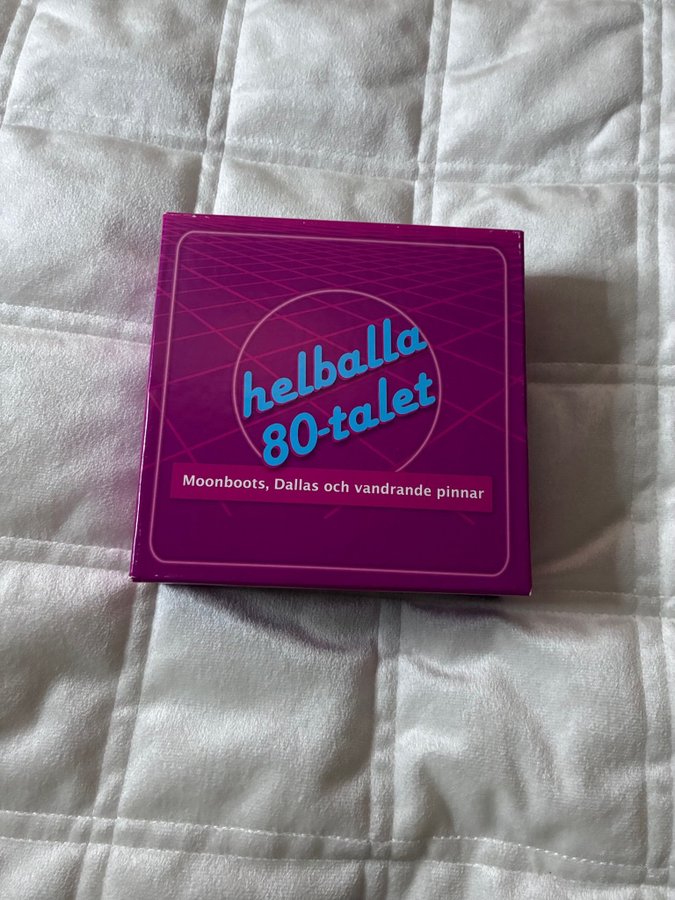 helballa
80-talet
Moonboots, Dallas och vandrande pinnar